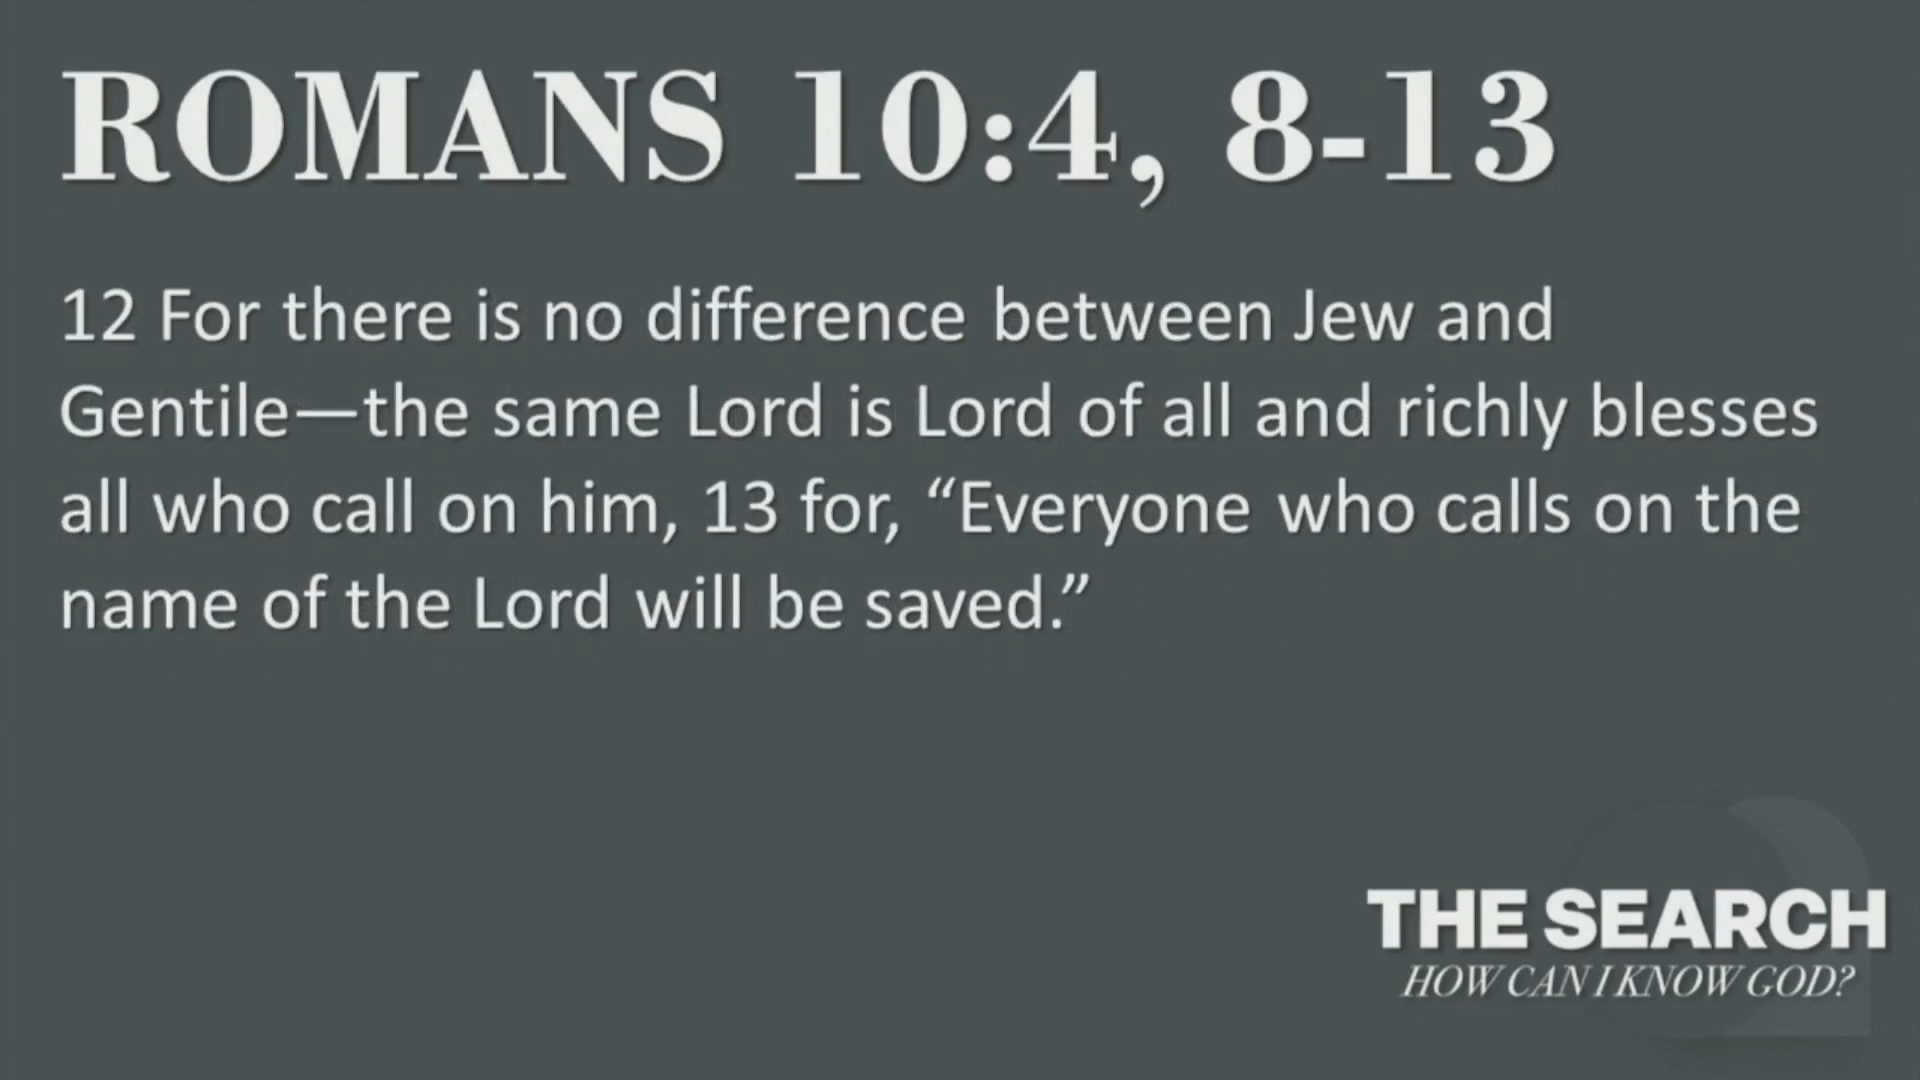 ROMANS 10:4, 8-13
12 For there is no difference between Jew and
Gentile—the same Lord is Lord of all and richly blesses
all who call on him, 13 for, “Everyone who calls on the
name of the Lord will be saved.”
THE SEARCH
HOW CAN I KNOW GOD?